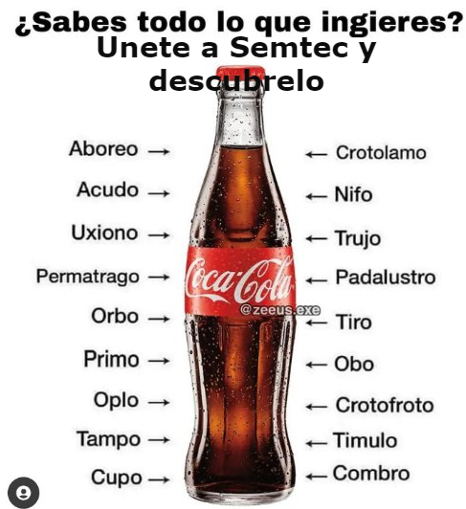 ¿Sabes todo lo que ingieres?
Unete a Semtec y
descubrelo
Aboreo → ← Crotolamo
Acudo → ← Nifo
Uxiono → ← Trujo
Permatrago → Coca-Cola ← Padalustro
@zeeus.exe
Orbo → ← Tiro
Primo → ← Obo
Oplo → ← Crotofroto
Tampo → ← Timulo
Cupo → ← Combro